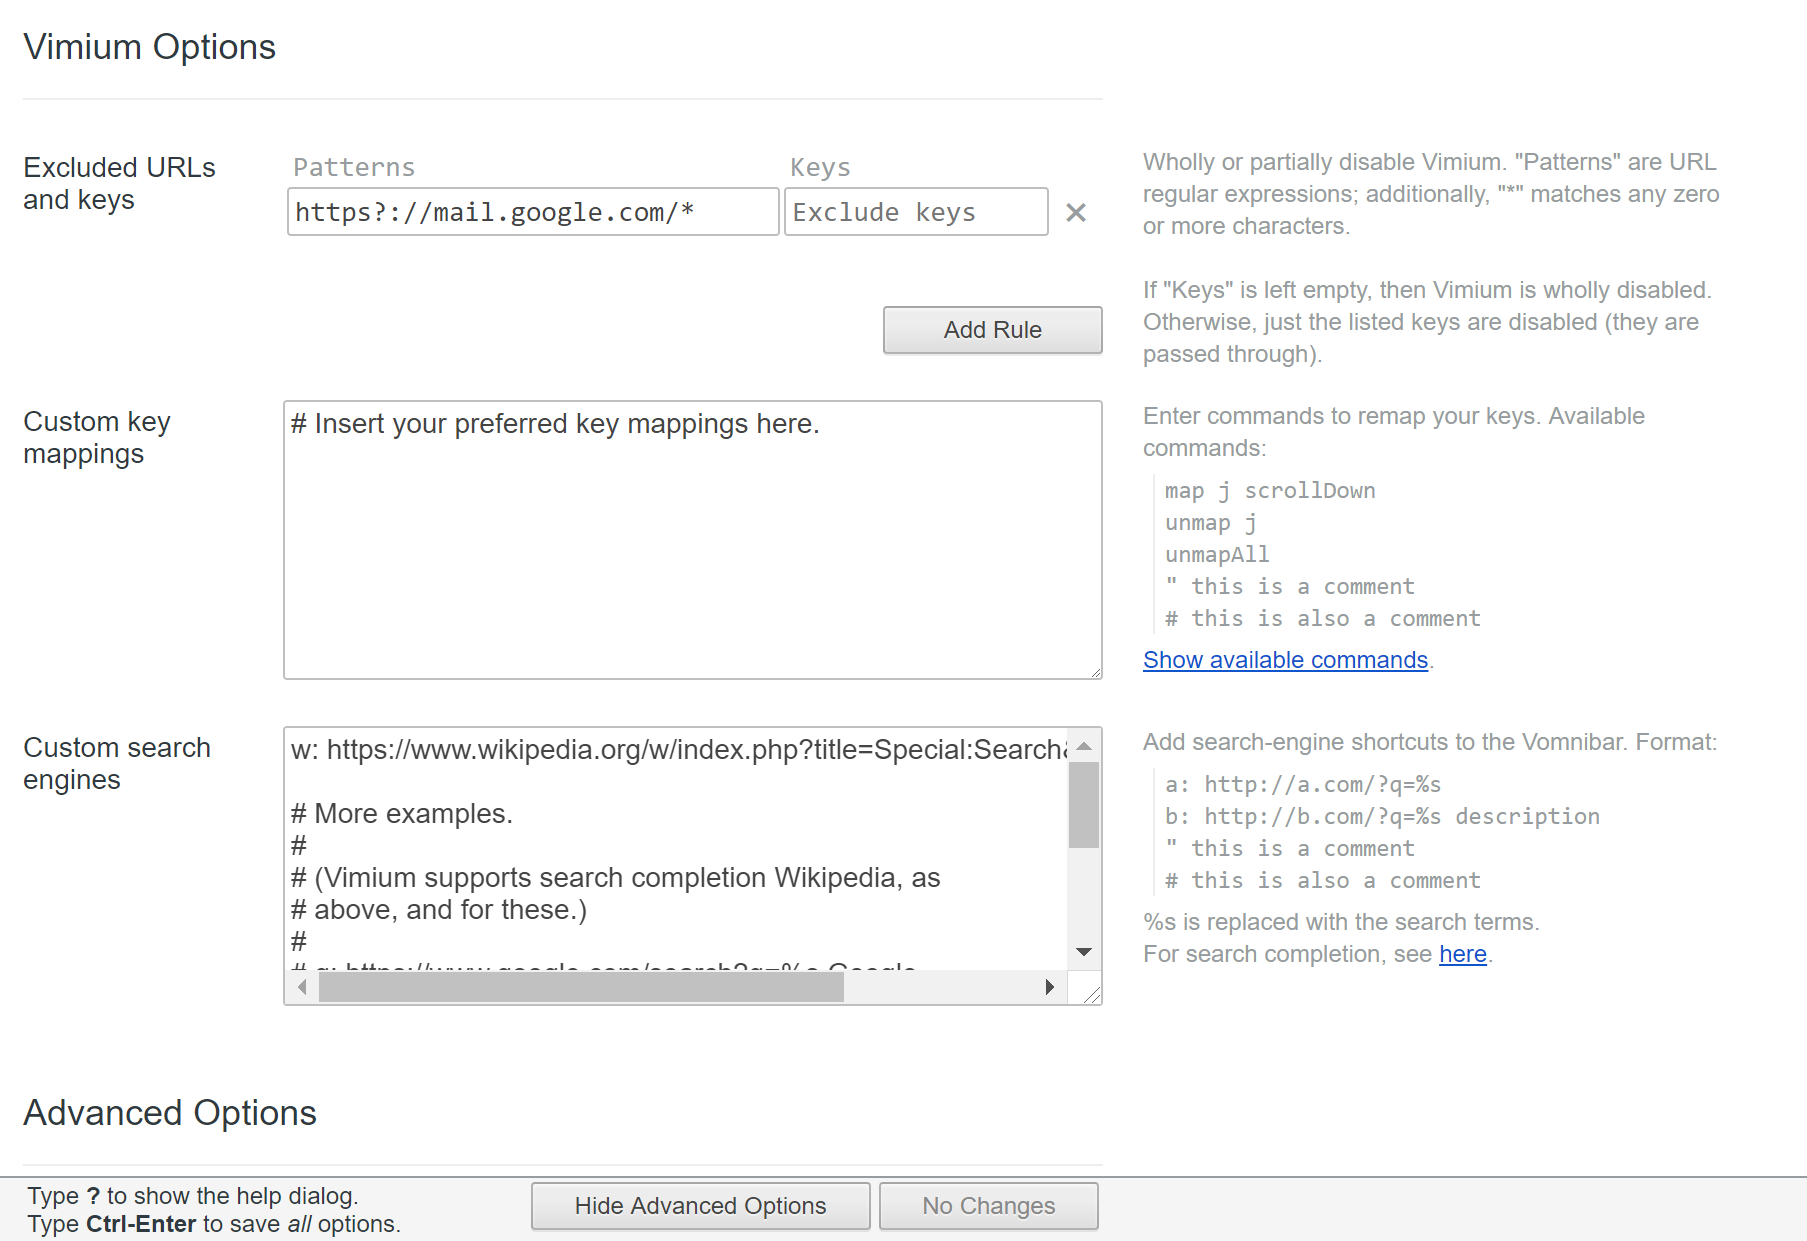 Vimium Options
Excluded URLs
and keys
Patterns
Keys
https?://mail.google.com/*
Exclude keys
✕
Wholly or partially disable Vimium. "Patterns" are URL
regular expressions; additionally, "*" matches any zero
or more characters.
If "Keys" is left empty, then Vimium is wholly disabled.
Otherwise, just the listed keys are disabled (they are
passed through).
Add Rule
Custom key
mappings
# Insert your preferred key mappings here.
Enter commands to remap your keys. Available
commands:
map j scrollDown
unmap j
unmapAll
" this is a comment
# this is also a comment
Show available commands.
Custom search
engines
w: https://www.wikipedia.org/w/index.php?title=Special:Search
# More examples.
#
# (Vimium supports search completion Wikipedia, as
# above, and for these.)
#
# g: https://www.google.com/search?q=%s Google
Add search-engine shortcuts to the Vomnibar. Format:
a: http://a.com/?q=%s
b: http://b.com/?q=%s description
" this is a comment
# this is also a comment
%s is replaced with the search terms.
For search completion, see here.
Advanced Options
Type ? to show the help dialog.
Type Ctrl-Enter to save all options.
Hide Advanced Options
No Changes